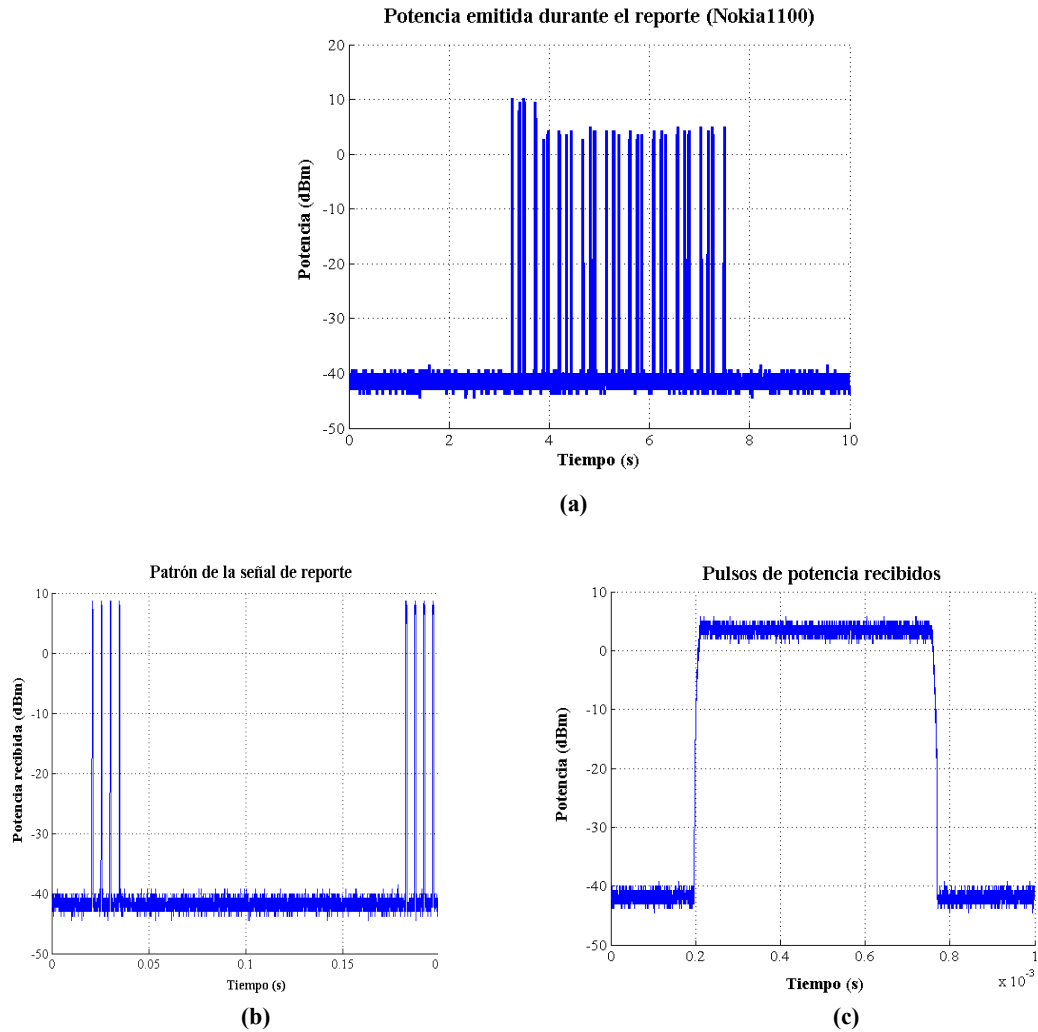 Potencia emitida durante el reporte (Nokia1100)
20
10
0
-10
-20
-30
-40
-50
Potencia (dBm)
0 2 4 6 8 10
Tiempo (s)
(a)
Patrón de la señal de reporte
10
0
-10
-20
-30
-40
-50
Potencia recibida (dBm)
0 0.05 0.1 0.15 0
Tiempo (s)
(b)
Pulsos de potencia recibidos
10
0
-10
-20
-30
-40
-50
Potencia (dBm)
0 0.2 0.4 0.6 0.8 1
x 10⁻³
Tiempo (s)
(c)